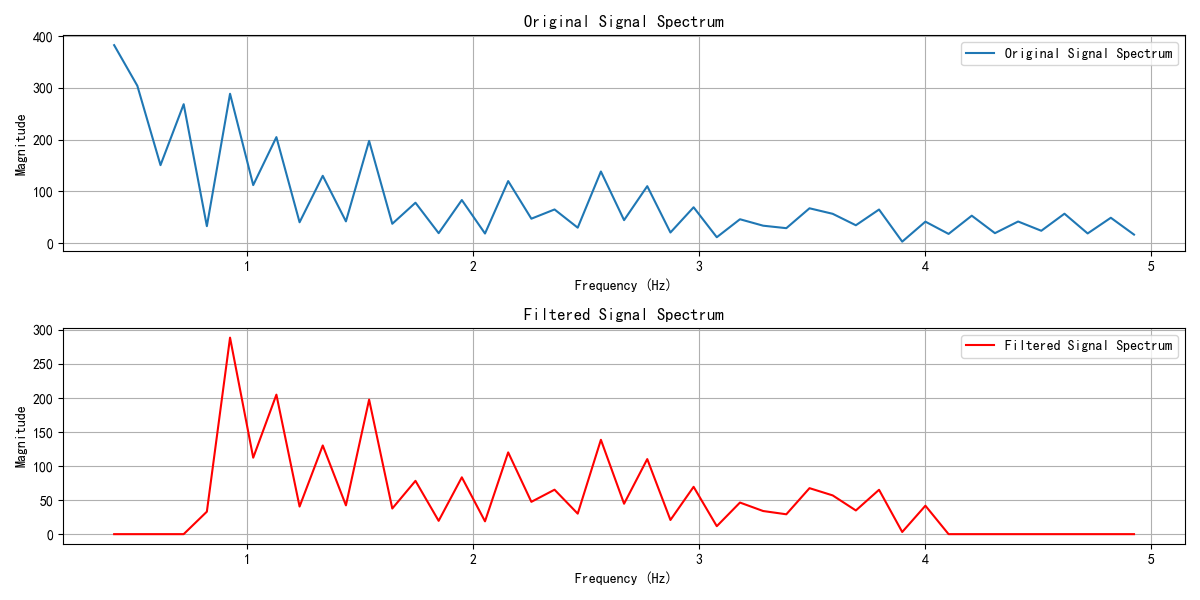 Original Signal Spectrum
400
300
200
100
0
Magnitude
Original Signal Spectrum
1
2
3
4
5
Frequency (Hz)
Filtered Signal Spectrum
300
250
200
150
100
50
0
Magnitude
Filtered Signal Spectrum
1
2
3
4
5
Frequency (Hz)